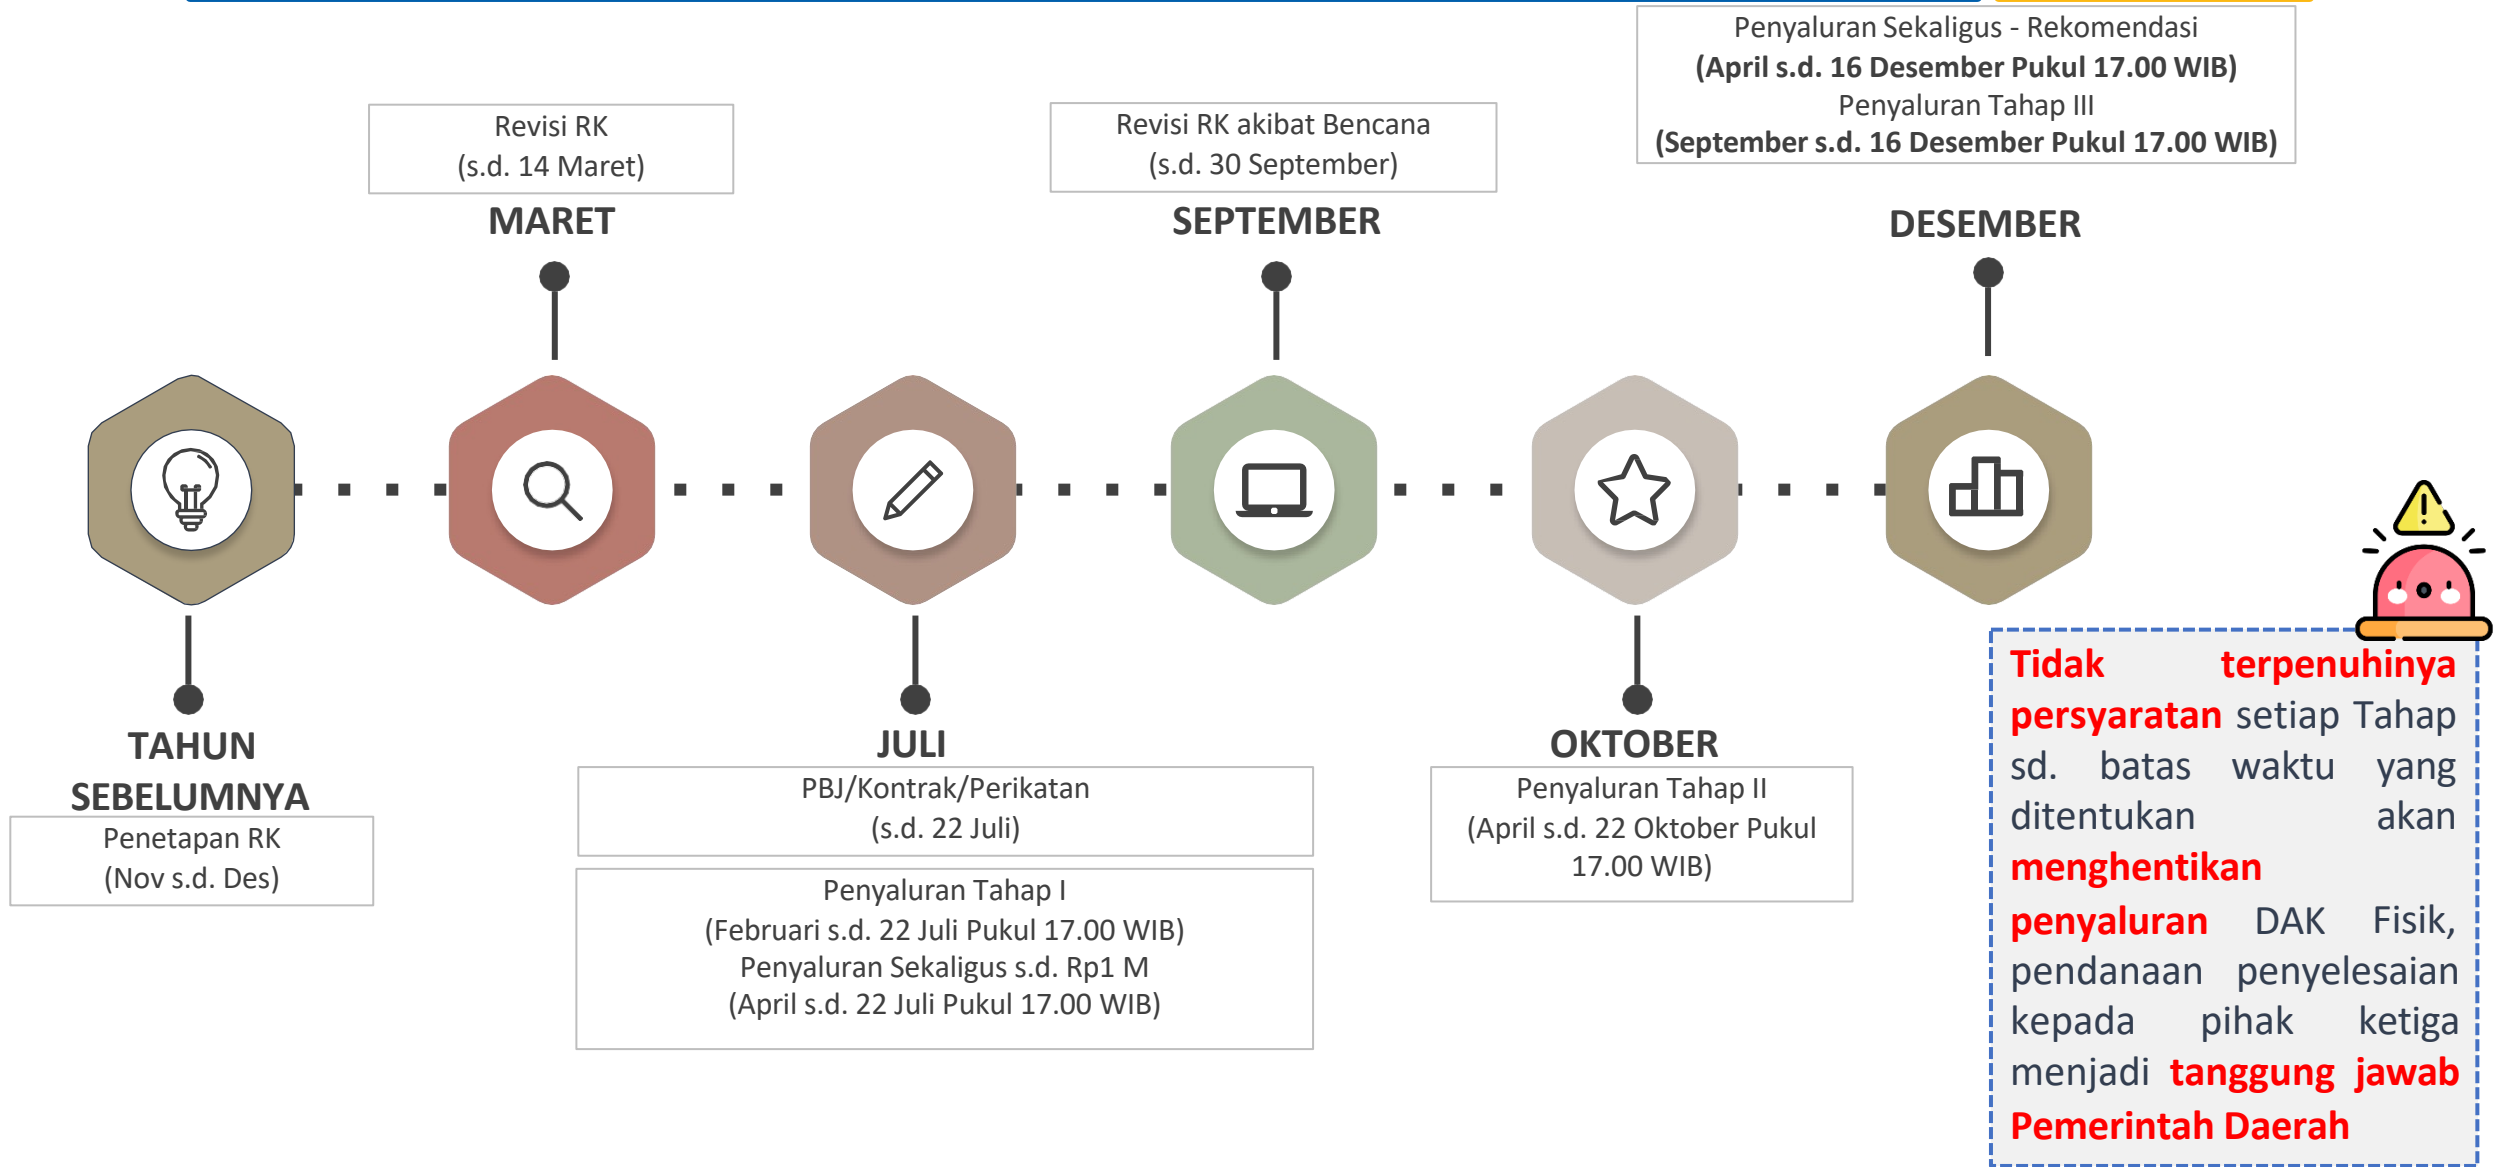 Penyaluran Sekaligus - Rekomendasi
(April s.d. 16 Desember Pukul 17.00 WIB)
Penyaluran Tahap III
(September s.d. 16 Desember Pukul 17.00 WIB)
Revisi RK
(s.d. 14 Maret)
MARET
Revisi RK akibat Bencana
(s.d. 30 September)
SEPTEMBER
DESEMBER
TAHUN
SEBELUMNYA
Penetapan RK
(Nov s.d. Des)
JULI
PBJ/Kontrak/Perikatan
(s.d. 22 Juli)
Penyaluran Tahap I
(Februari s.d. 22 Juli Pukul 17.00 WIB)
Penyaluran Sekaligus s.d. Rp1 M
(April s.d. 22 Juli Pukul 17.00 WIB)
OKTOBER
Penyaluran Tahap II
(April s.d. 22 Oktober Pukul
17.00 WIB)
Tidak terpenuhinya
persyaratan setiap Tahap
sd. batas waktu yang
ditentukan akan
menghentikan
penyaluran DAK Fisik,
pendanaan penyelesaian
kepada pihak ketiga
menjadi tanggung jawab
Pemerintah Daerah